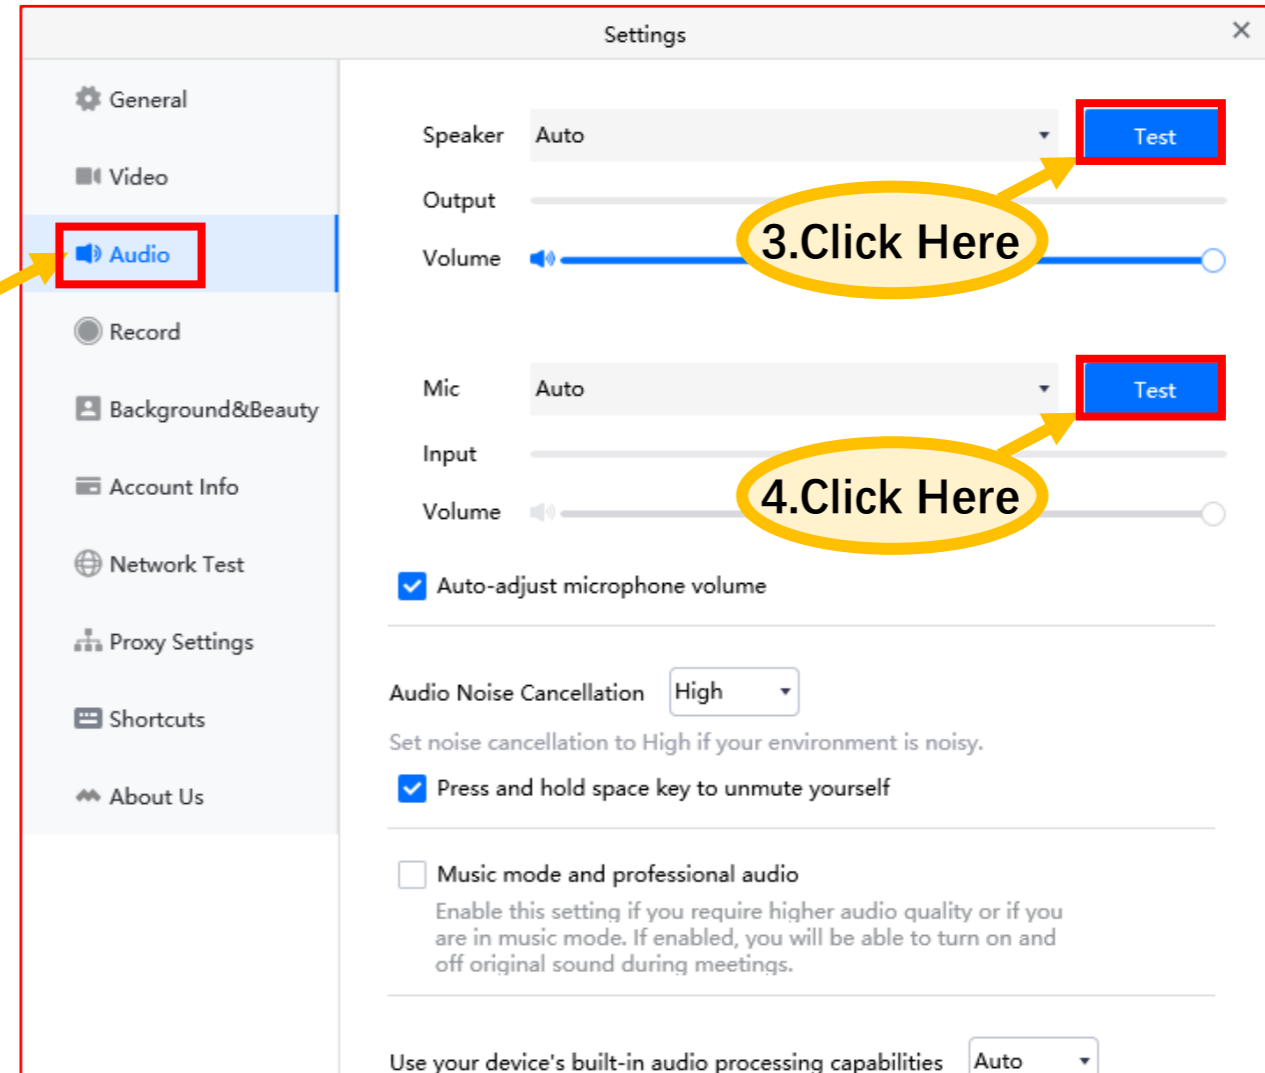 Settings
General
Video
Audio
Record
Background&Beauty
Account Info
Network Test
Proxy Settings
Shortcuts
About Us
Speaker Auto Test
Output
3.Click Here
Volume
Mic Auto Test
Input
4.Click Here
Volume
Auto-adjust microphone volume
Audio Noise Cancellation High
Set noise cancellation to High if your environment is noisy.
Press and hold space key to unmute yourself
Music mode and professional audio
Enable this setting if you require higher audio quality or if you
are in music mode. If enabled, you will be able to turn on and
off original sound during meetings.
Use your device's built-in audio processing capabilities Auto